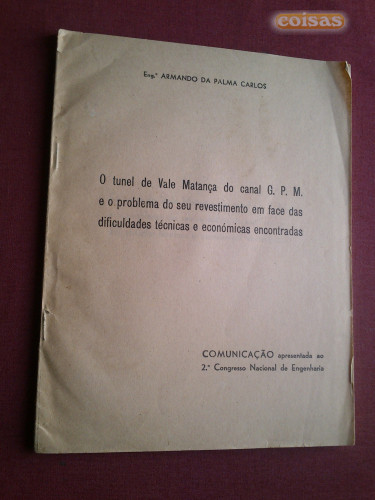 coisas
Eng.º ARMANDO DA PALMA CARLOS
O tunel de Vale Matança do canal G. P. M.
e o problema do seu revestimento em face das
dificuldades técnicas e económicas encontradas
COMUNICAÇÃO apresentada ao
2.º Congresso Nacional de Engenharia